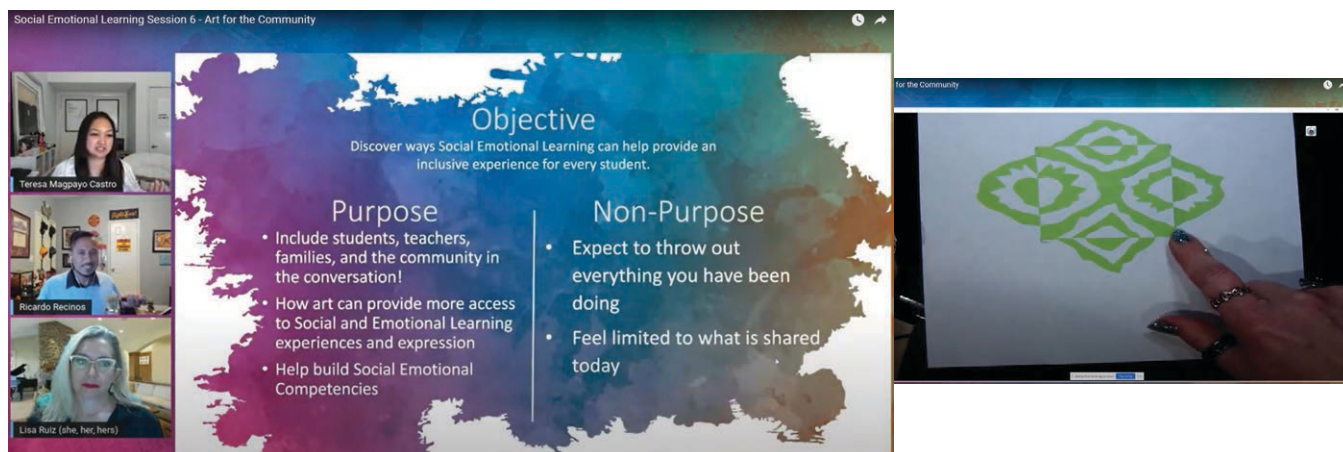 Social Emotional Learning Session 6 - Art for the Community
Teresa Magpayo Castro
Ricardo Recinos
Lisa Ruiz (she, her, hers)
Objective
Discover ways Social Emotional Learning can help provide an
inclusive experience for every student.
Purpose
• Include students, teachers,
families, and the community in
the conversation!
• How art can provide more access
to Social and Emotional Learning
experiences and expression
• Help build Social Emotional
Competencies
Non-Purpose
• Expect to throw out
everything you have been
doing
• Feel limited to what is shared
today
for the Community